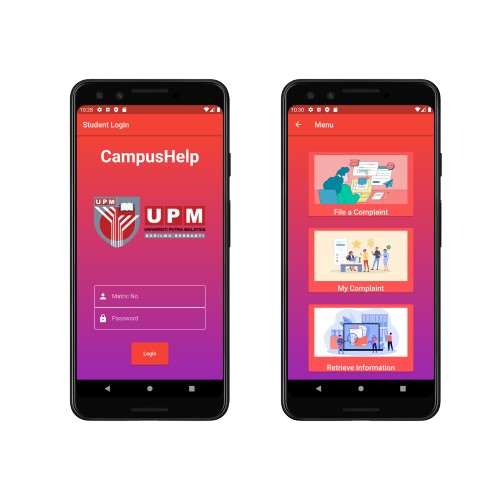 10:28
Student Login
CampusHelp
UPM
UPM
UNIVERSITI PUTRA MALAYSIA
BERILMU BERBAKTI
Matric No
Password
Login
10:30
Menu
File a Complaint
My Complaint
Retrieve Information